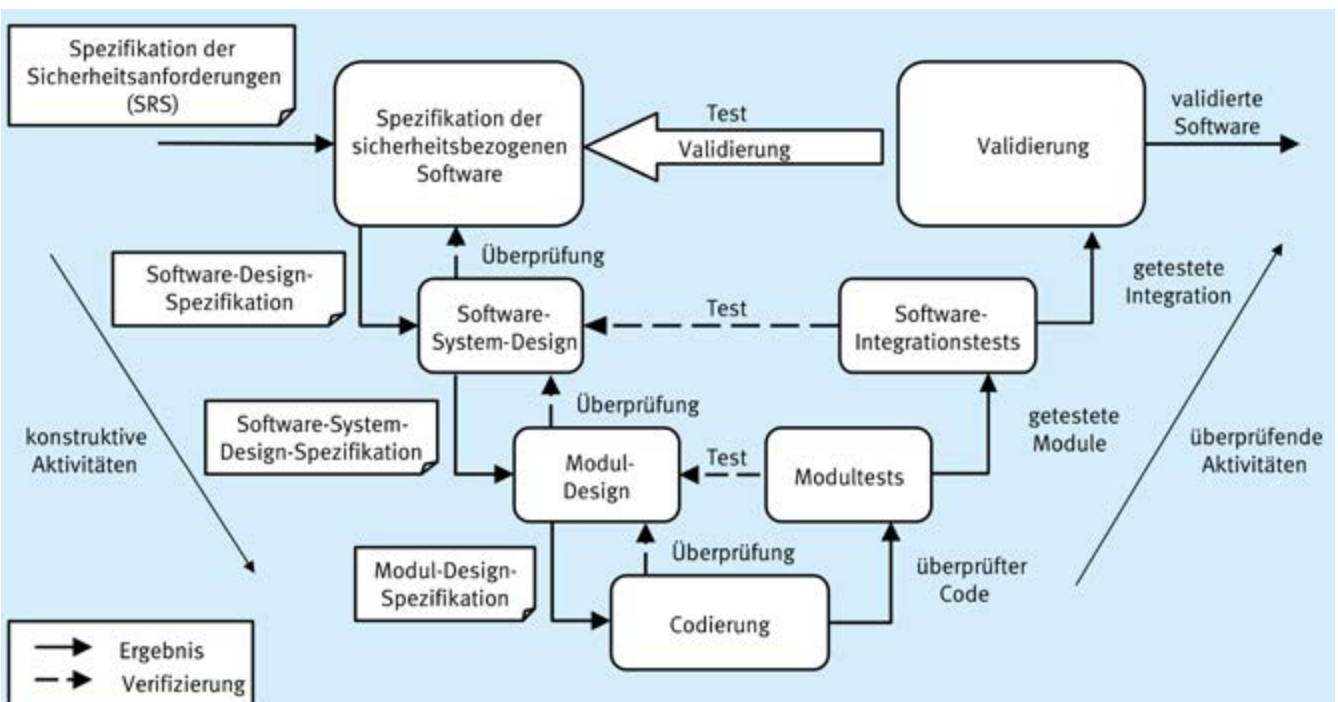 Spezifikation der
Sicherheitsanforderungen
(SRS)
Spezifikation der
sicherheitsbezogenen
Software
Test
Validierung
Validierung
validierte
Software
Überprüfung
Software-Design-
Spezifikation
Software-
System-Design
Test
Software-
Integrationstests
getestete
Integration
Überprüfung
Software-System-
Design-Spezifikation
konstruktive
Aktivitäten
Modul-
Design
Test
Modultests
getestete
Module
überprüfende
Aktivitäten
Überprüfung
Modul-Design-
Spezifikation
Codierung
überprüfter
Code
Ergebnis
Verifizierung